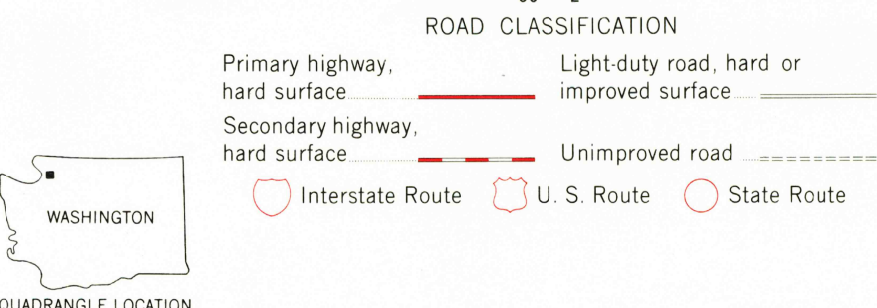 ROAD CLASSIFICATION
Primary highway,
hard surface
Light-duty road, hard or
improved surface
Secondary highway,
hard surface
Unimproved road
Interstate Route
U. S. Route
State Route
WASHINGTON
QUADRANGLE LOCATION